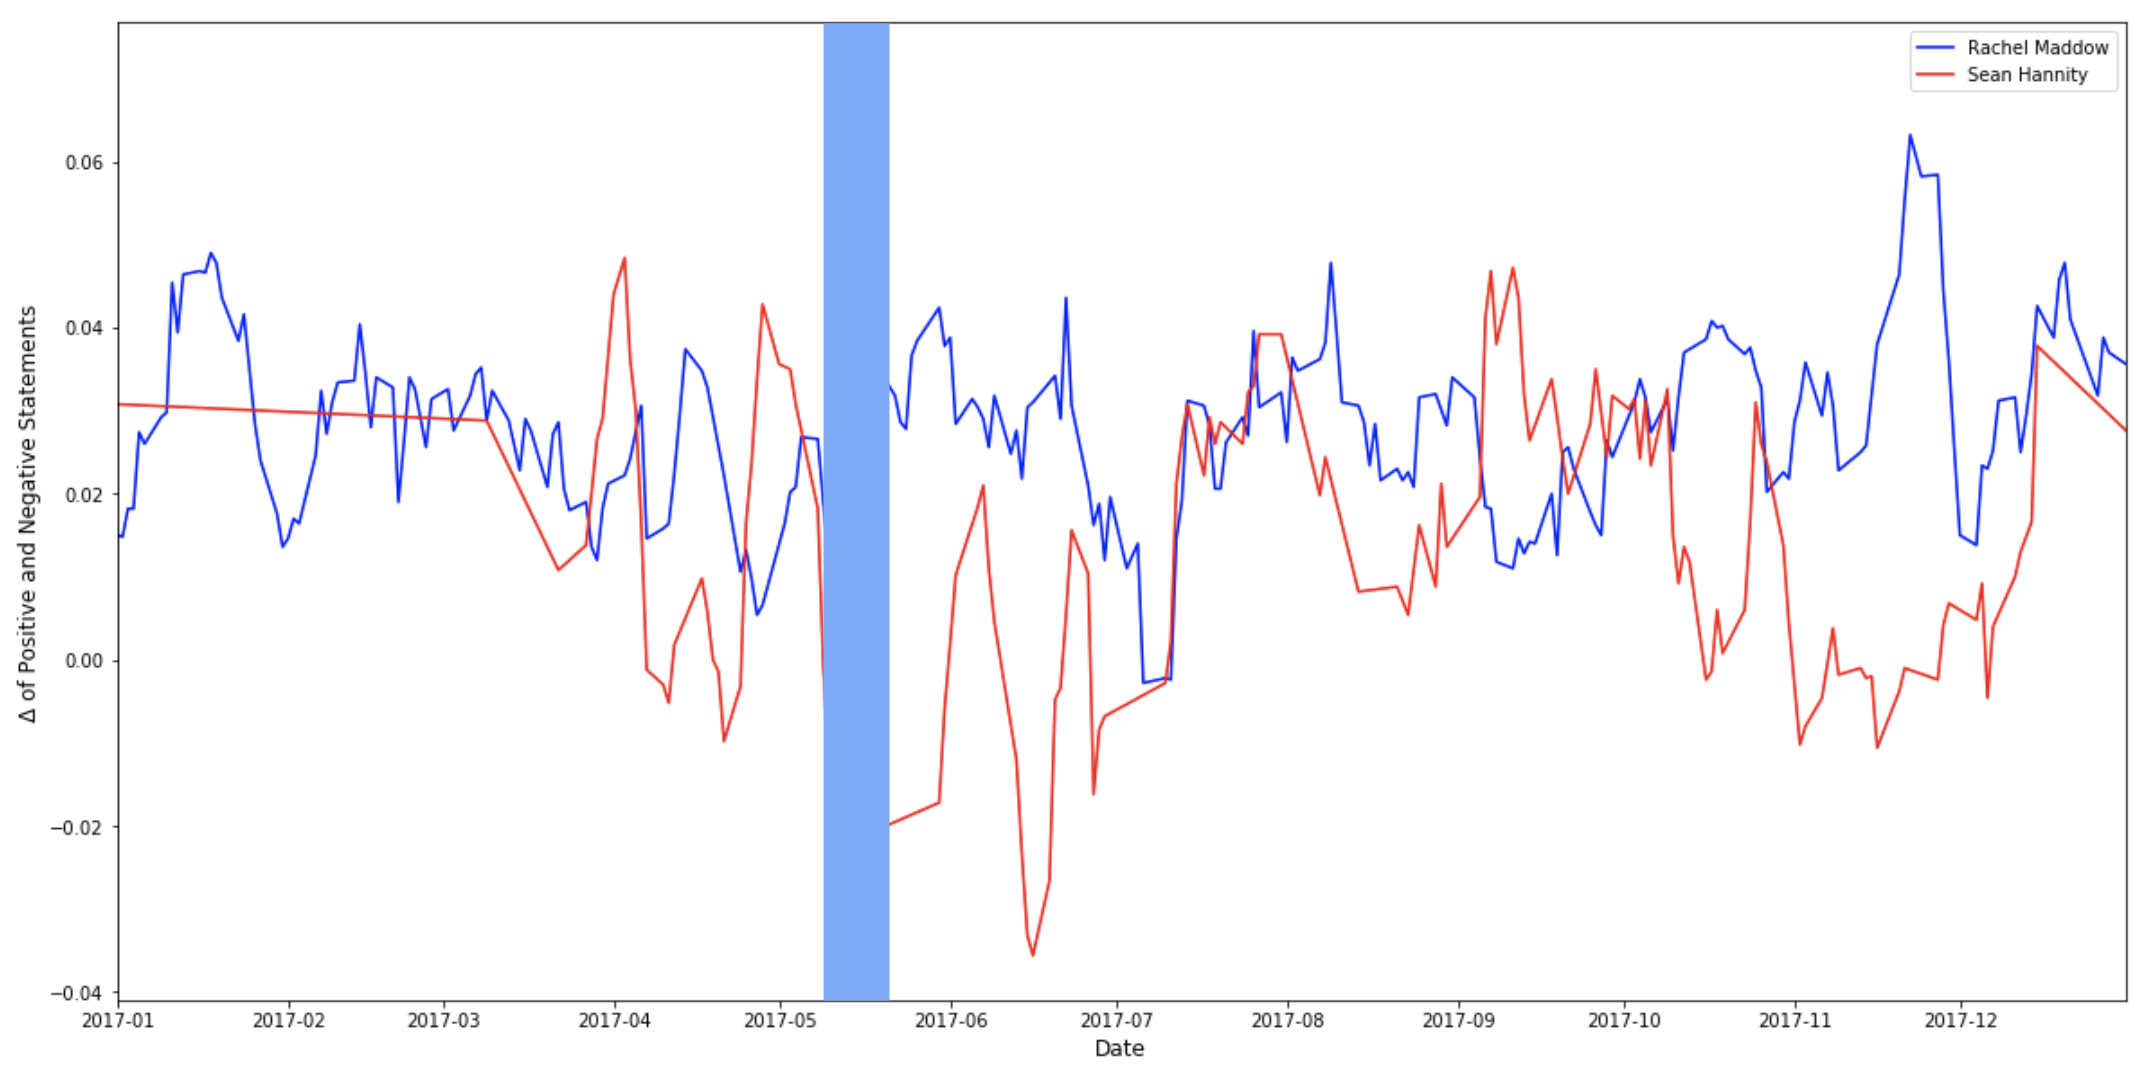 Rachel Maddow
Sean Hannity
0.06
0.04
0.02
0.00
−0.02
−0.04
Δ of Positive and Negative Statements
2017-01 2017-02 2017-03 2017-04 2017-05 2017-06 2017-07 2017-08 2017-09 2017-10 2017-11 2017-12
Date